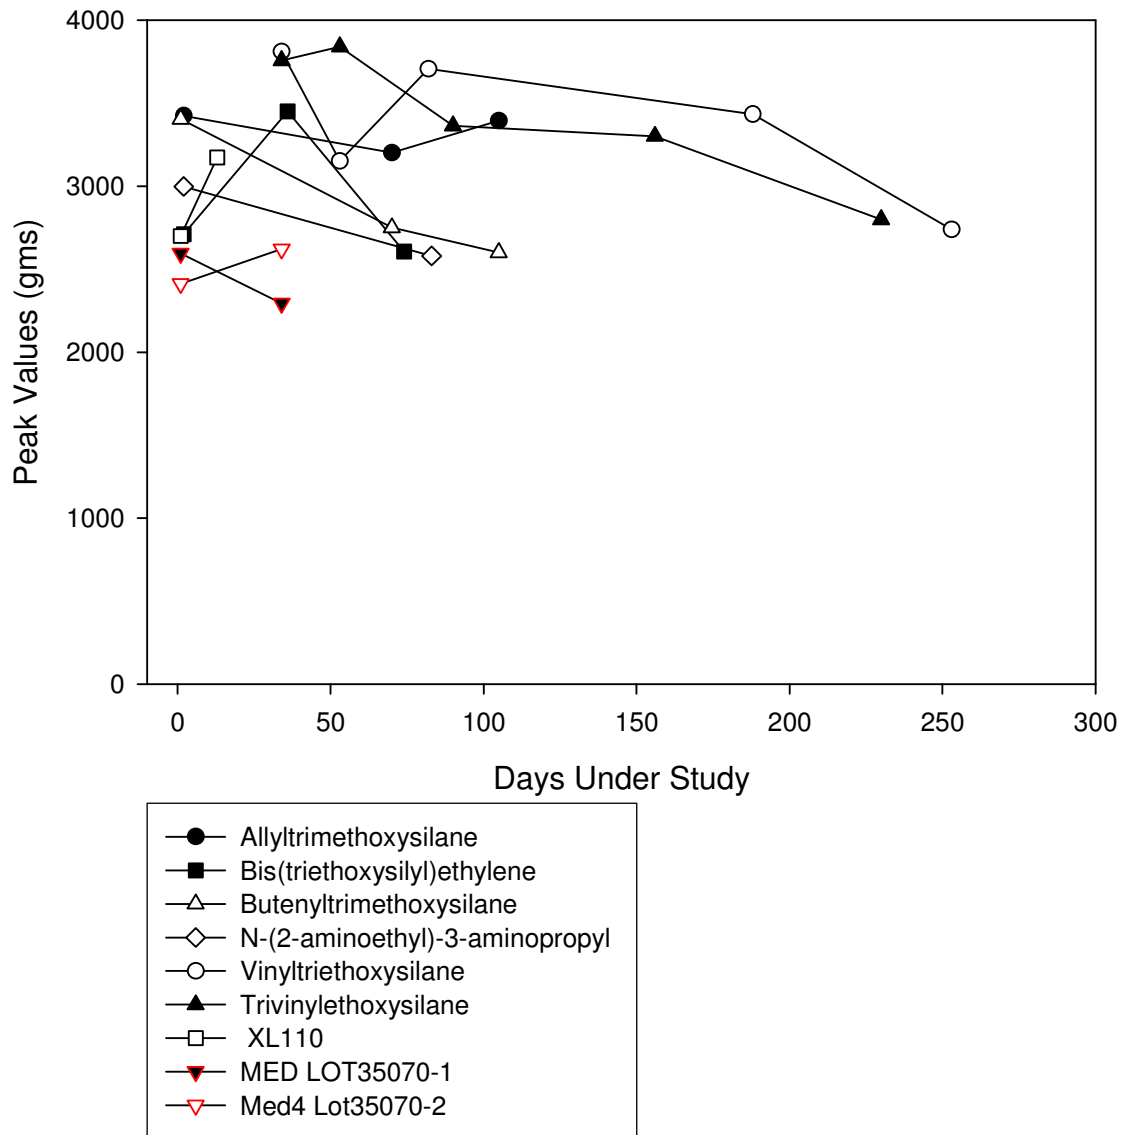 4000
3000
2000
1000
0
Peak Values (gms)
0 50 100 150 200 250 300
Days Under Study
Allyltrimethoxysilane
Bis(triethoxysilyl)ethylene
Butenyltrimethoxysilane
N-(2-aminoethyl)-3-aminopropyl
Vinyltriethoxysilane
Trivinylethoxysilane
XL110
MED LOT35070-1
Med4 Lot35070-2